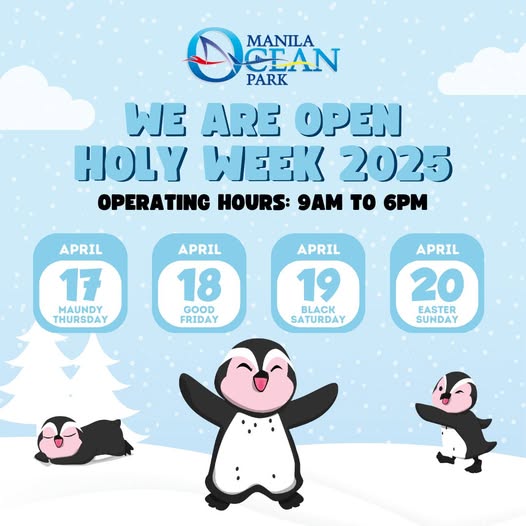 MANILA
OCEAN
PARK
WE ARE OPEN
HOLY WEEK 2025
OPERATING HOURS: 9AM TO 6PM
APRIL
17
MAUNDY
THURSDAY
APRIL
18
GOOD
FRIDAY
APRIL
19
BLACK
SATURDAY
APRIL
20
EASTER
SUNDAY